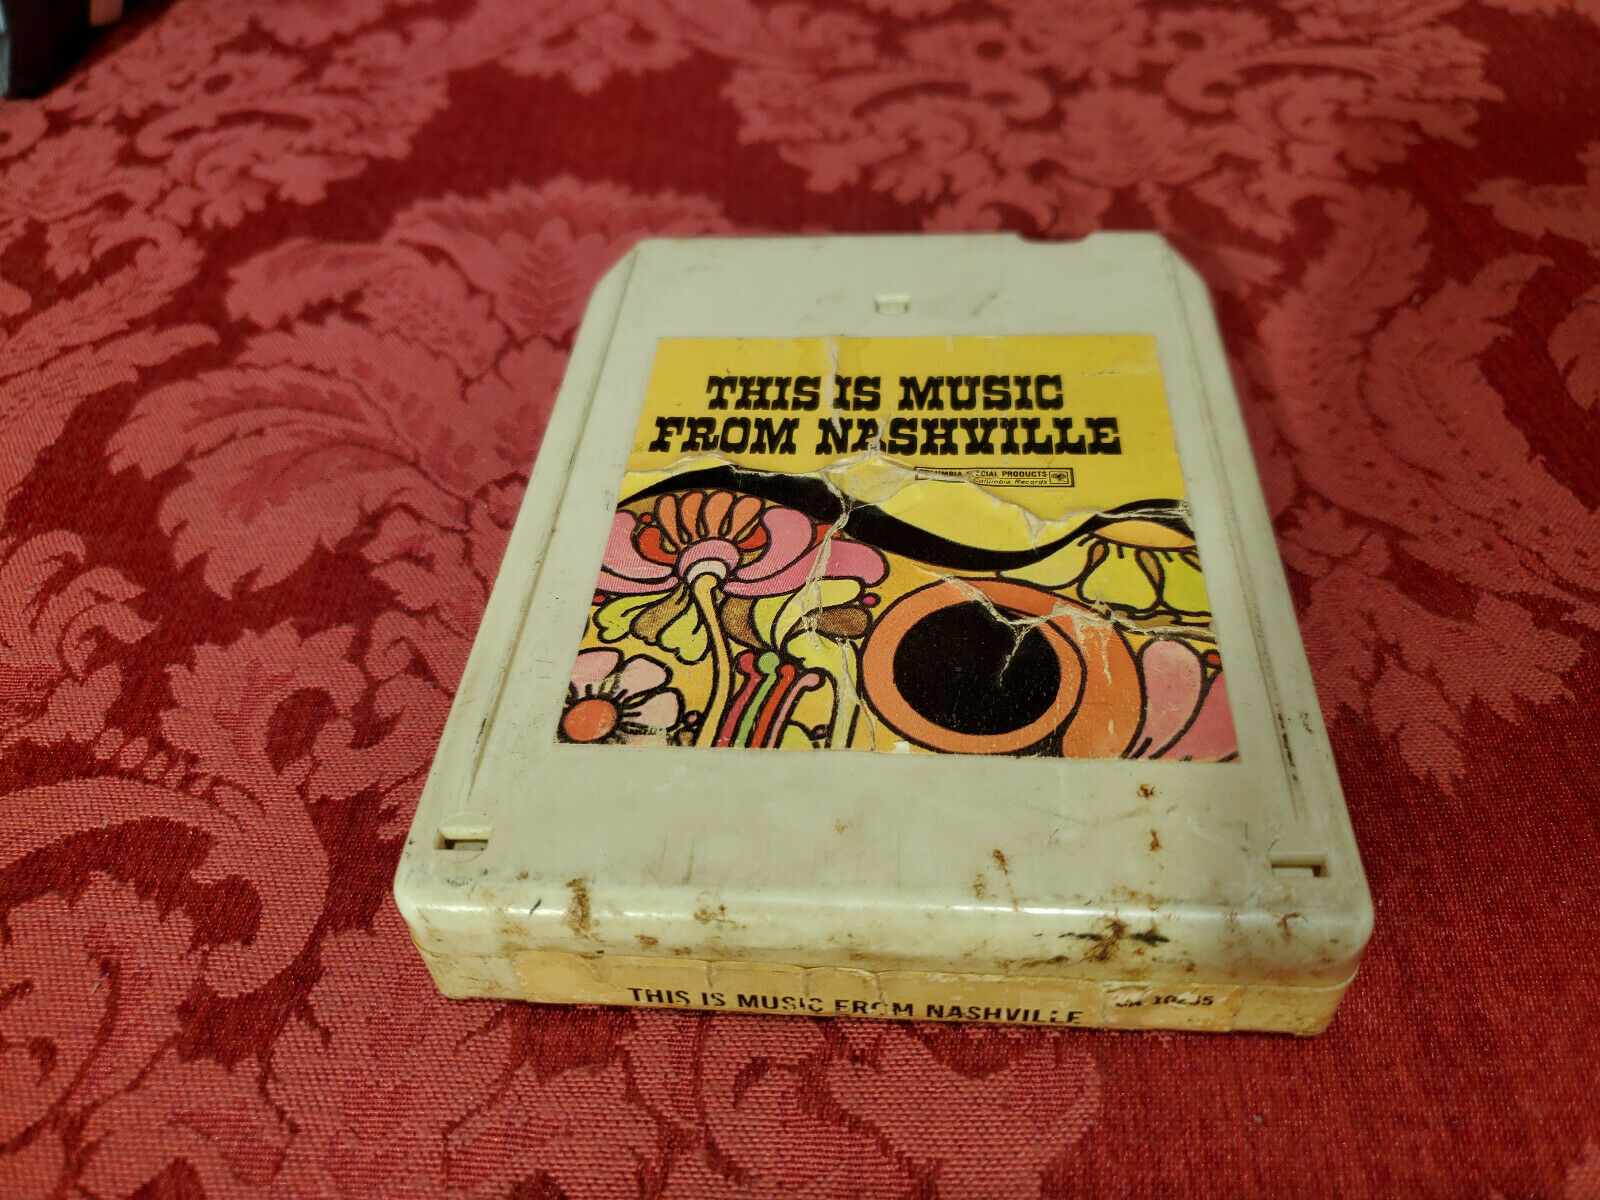 THIS IS MUSIC
FROM NASHVILLE
COLUMBIA SPECIAL PRODUCTS
Columbia Records
THIS IS MUSIC FROM NASHVILLE